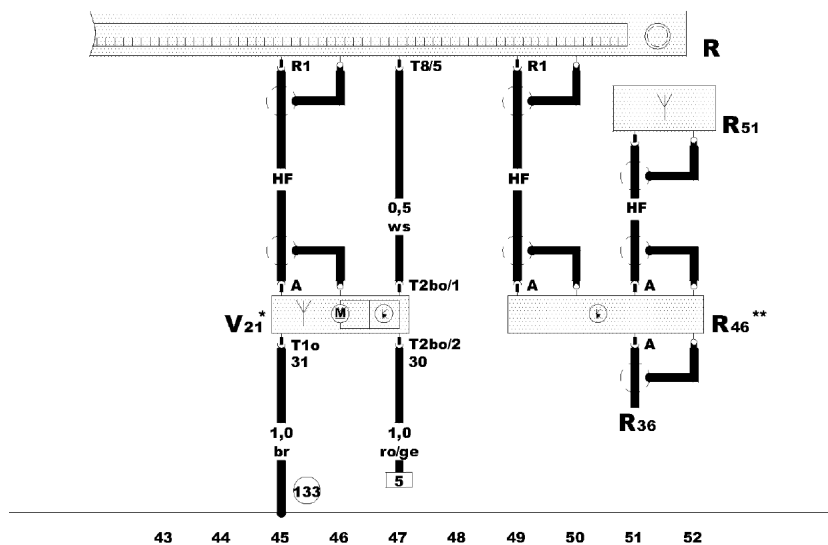 R
R1
T8/5
R1
R51
HF
HF
HF
0,5
ws
A
T2bo/1
A
A
V21*
M
R46**
T1o
31
T2bo/2
30
A
R36
1,0
br
1,0
ro/ge
133
5
43 44 45 46 47 48 49 50 51 52